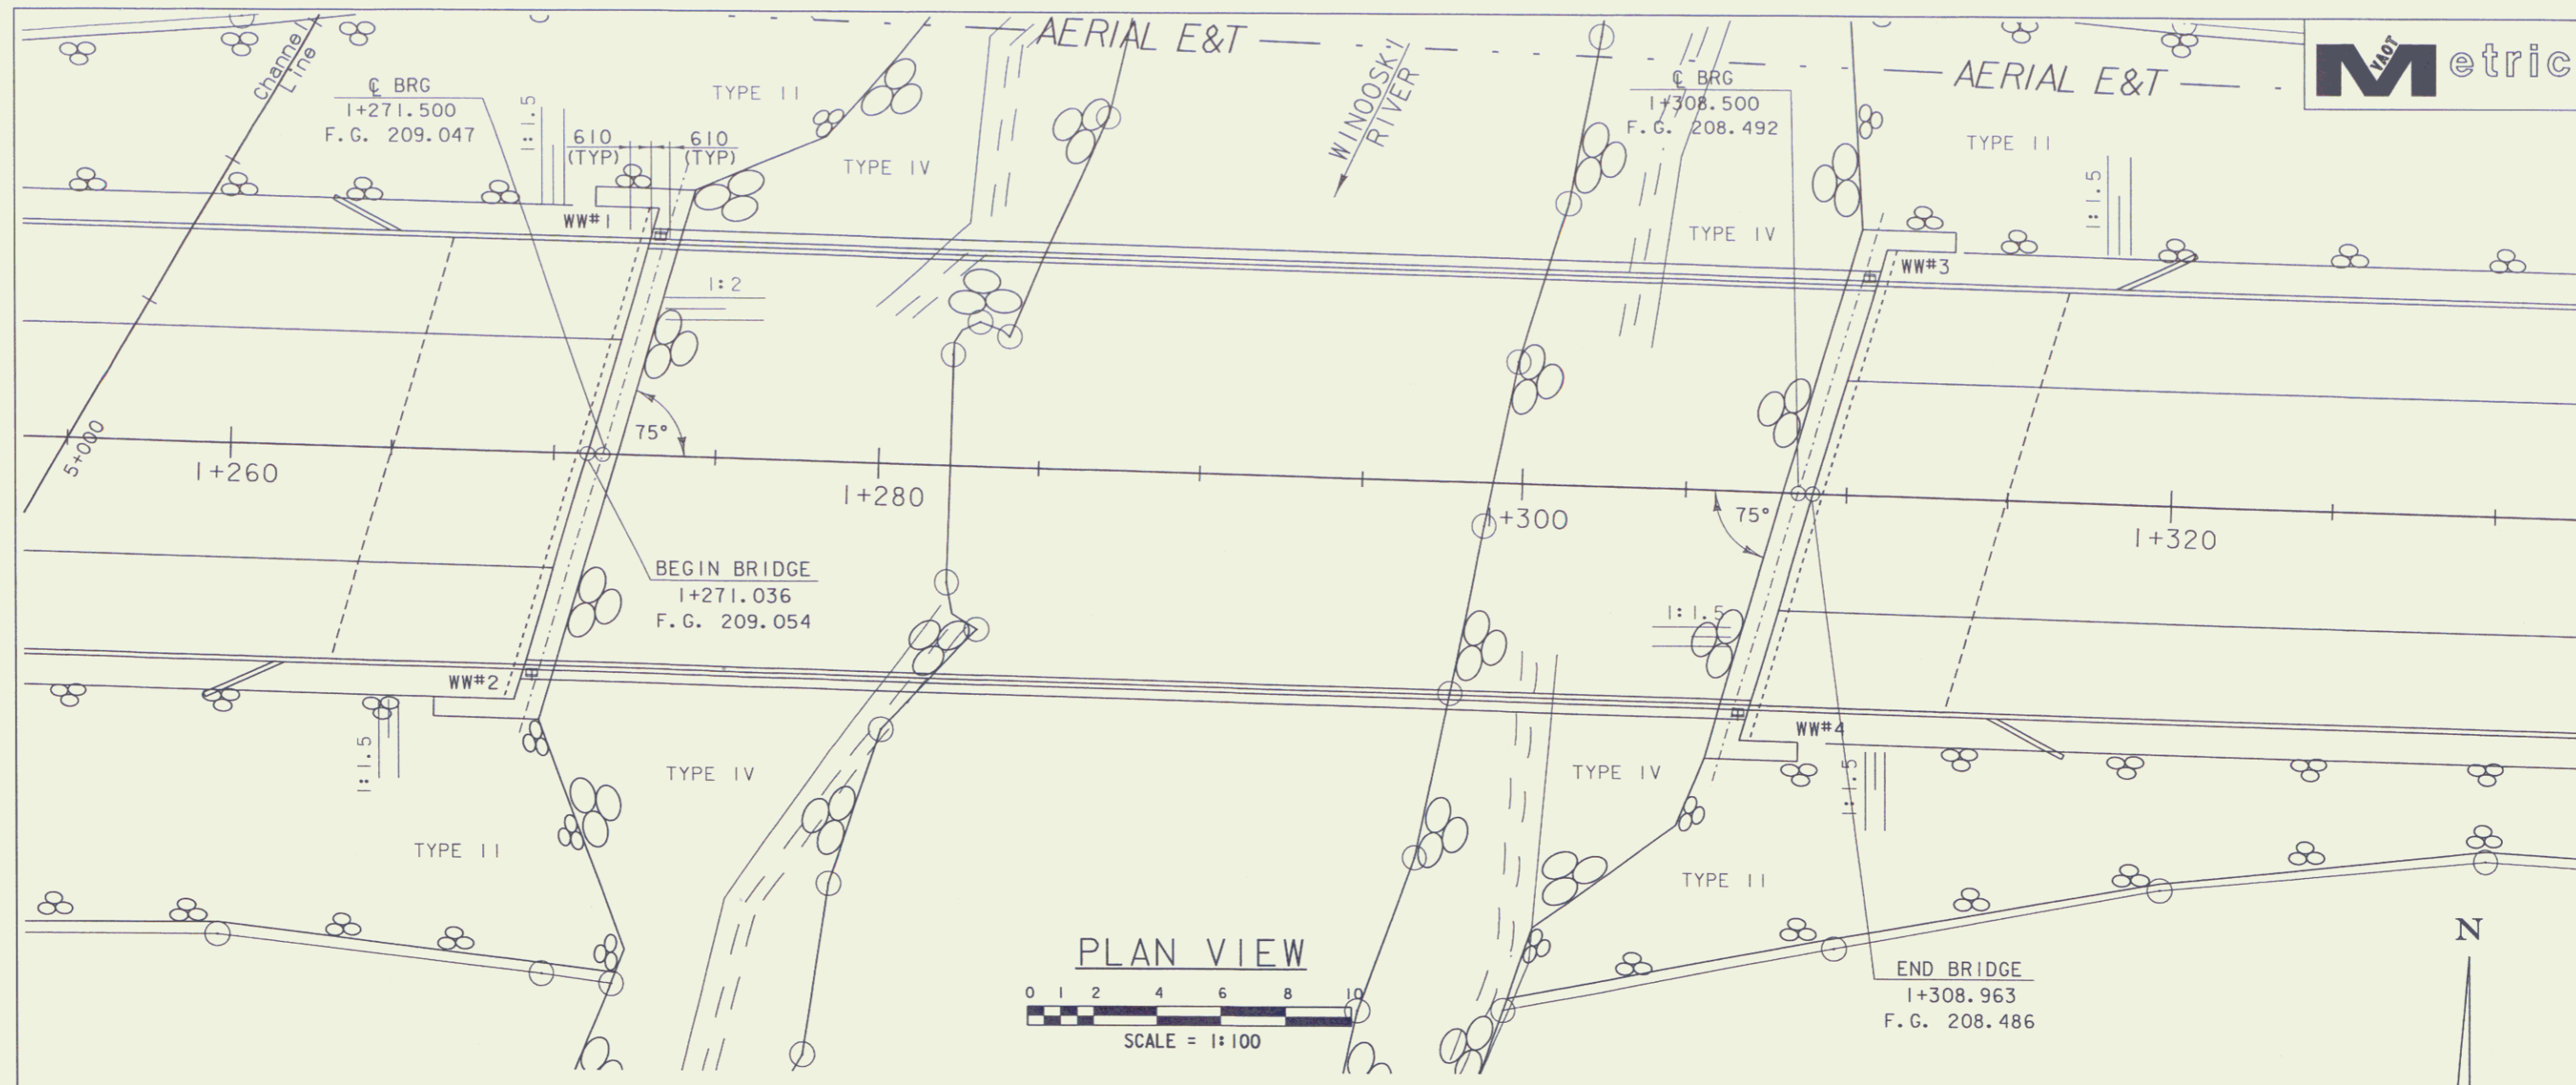 AERIAL E&T
AERIAL E&T
VAOT
Metric
Channel
Line
℄ BRG
1+271.500
F.G. 209.047
1:1.5
610
(TYP)
610
(TYP)
TYPE II
TYPE IV
WINOOSKI
RIVER
℄ BRG
1+308.500
F.G. 208.492
TYPE II
TYPE IV
1:1.5
WW#1
WW#3
1:2
75°
5+000
1+260
1+280
1+300
75°
1+320
BEGIN BRIDGE
1+271.036
F.G. 209.054
1:1.5
WW#2
WW#4
1:1.5
TYPE IV
TYPE IV
1:1.5
TYPE II
TYPE II
PLAN VIEW
0 1 2 4 6 8 10
SCALE = 1:100
END BRIDGE
1+308.963
F.G. 208.486
N